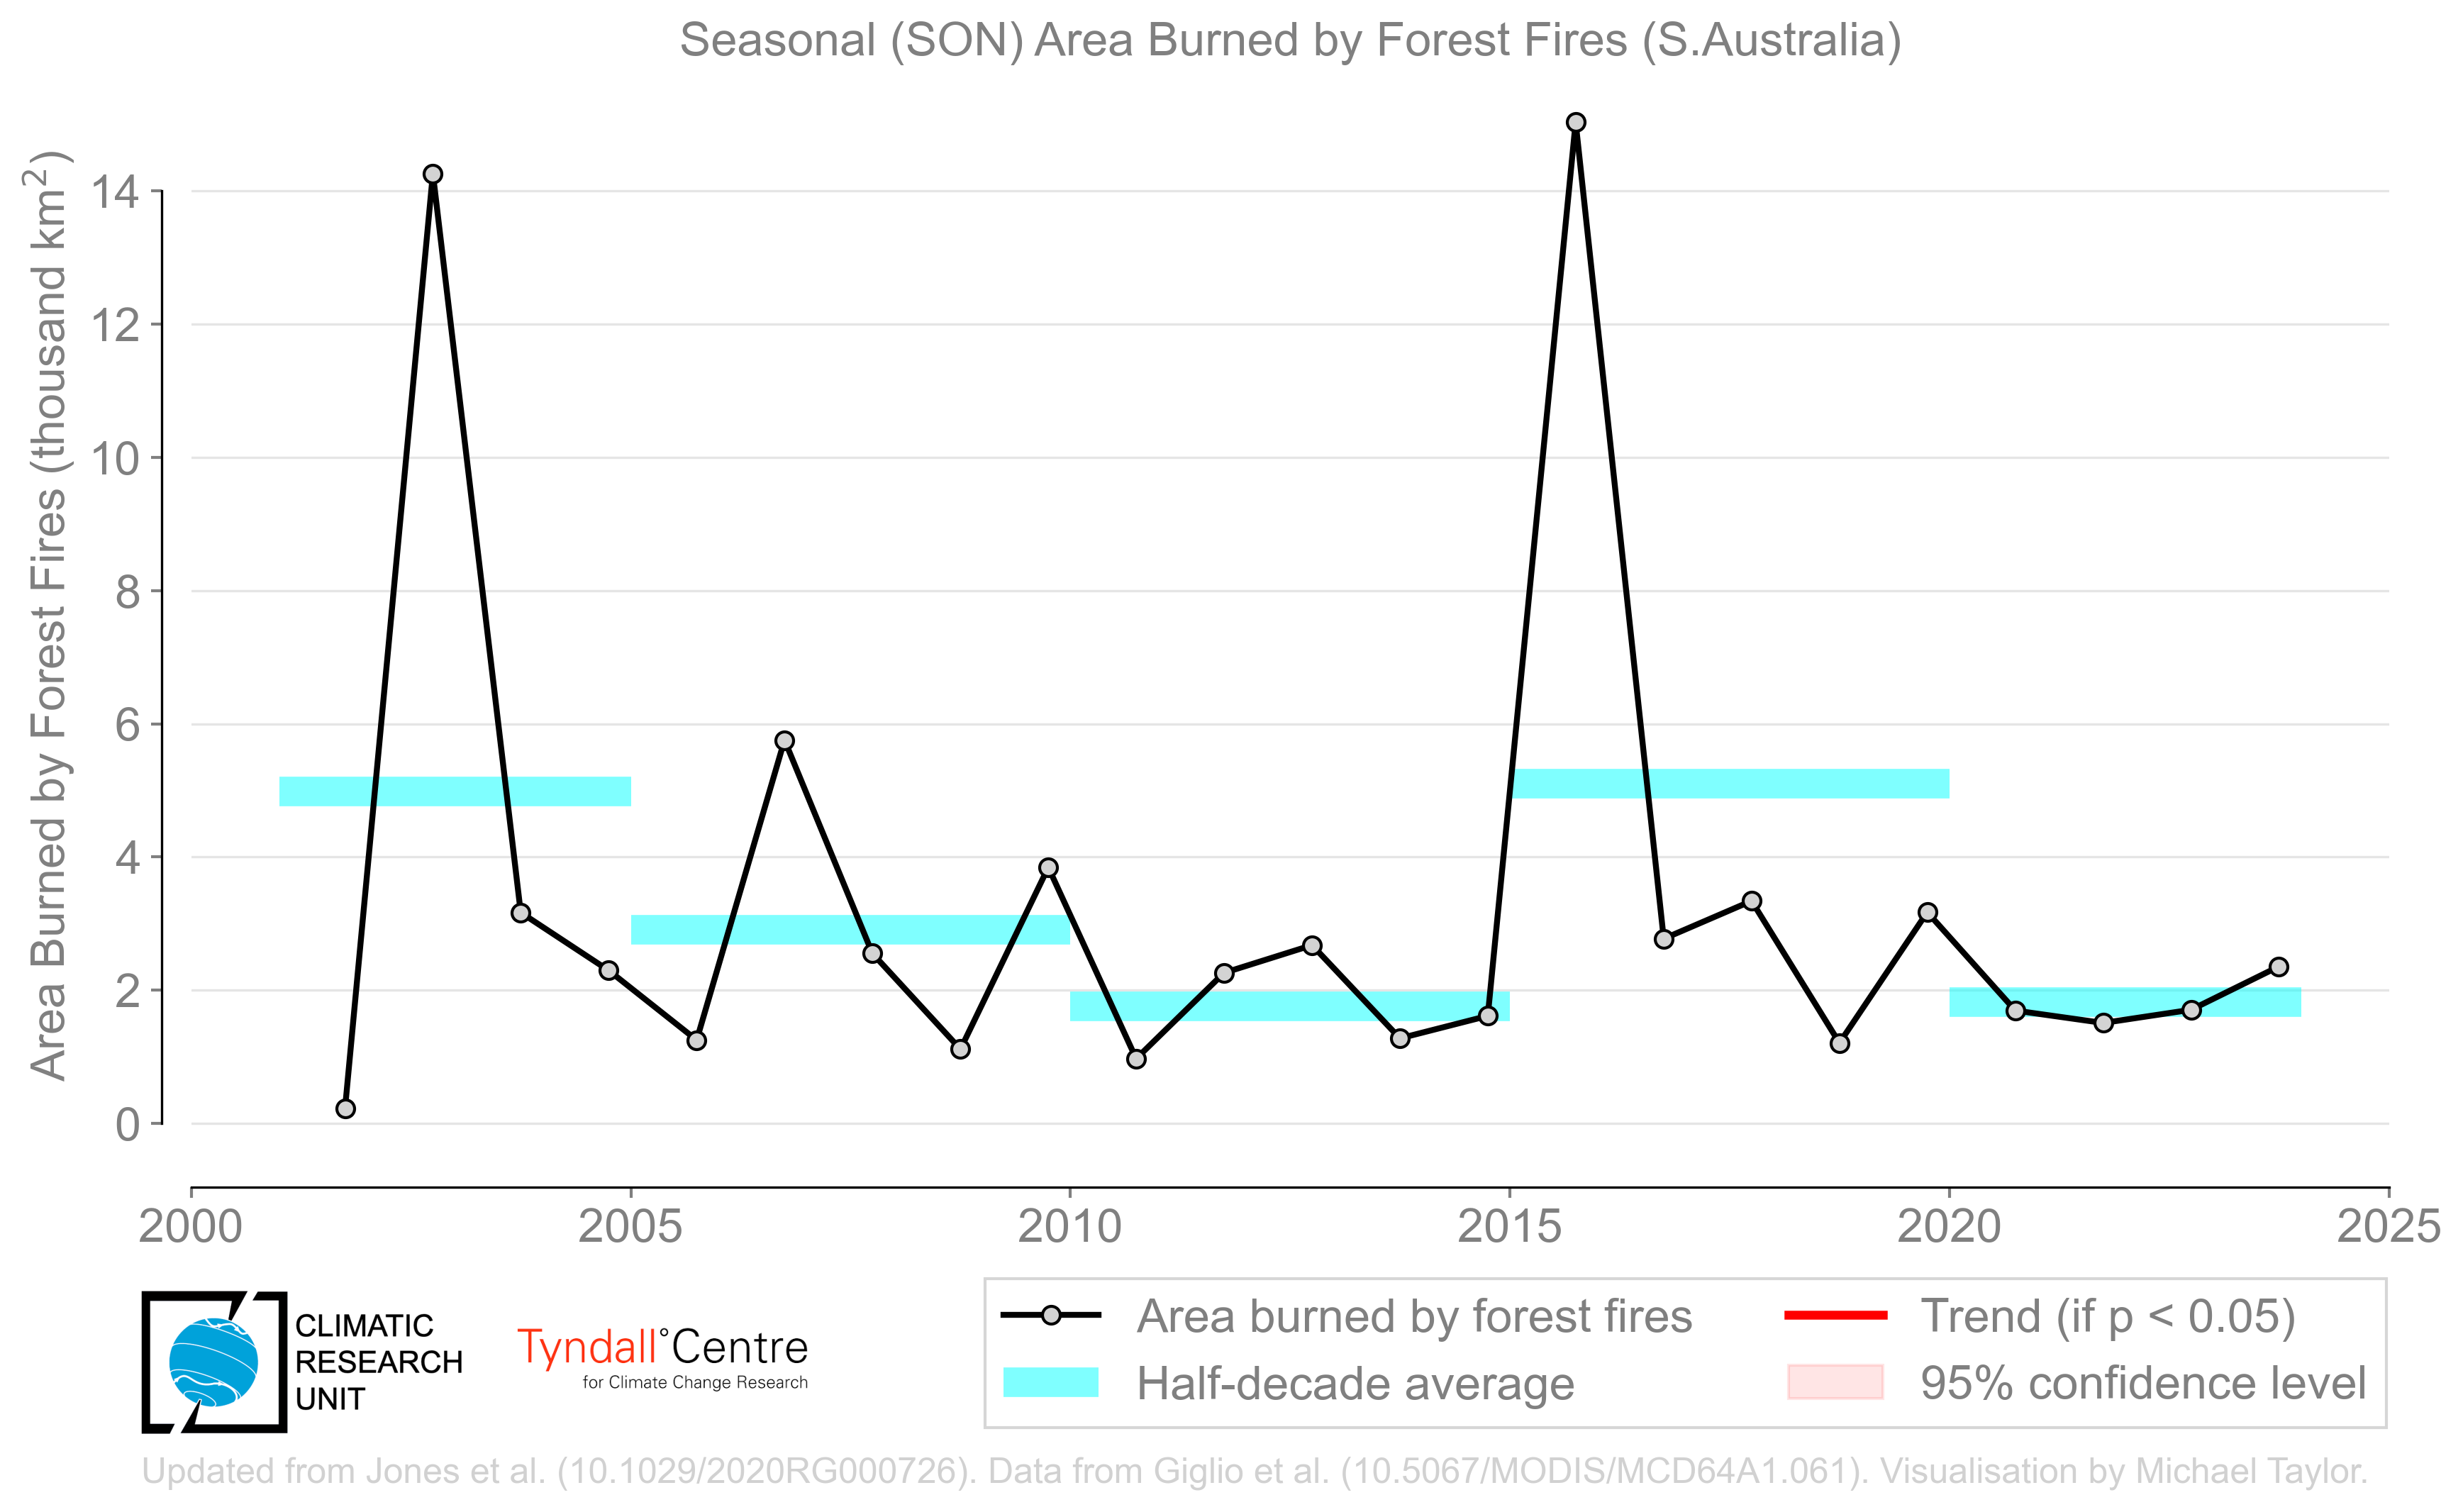 Seasonal (SON) Area Burned by Forest Fires (S.Australia)
Area Burned by Forest Fires (thousand km²)
14
12
10
8
6
4
2
0
2000
2005
2010
2015
2020
2025
CLIMATIC
RESEARCH
UNIT
Tyndall°Centre
for Climate Change Research
Area burned by forest fires
Half-decade average
Trend (if p < 0.05)
95% confidence level
Updated from Jones et al. (10.1029/2020RG000726). Data from Giglio et al. (10.5067/MODIS/MCD64A1.061). Visualisation by Michael Taylor.